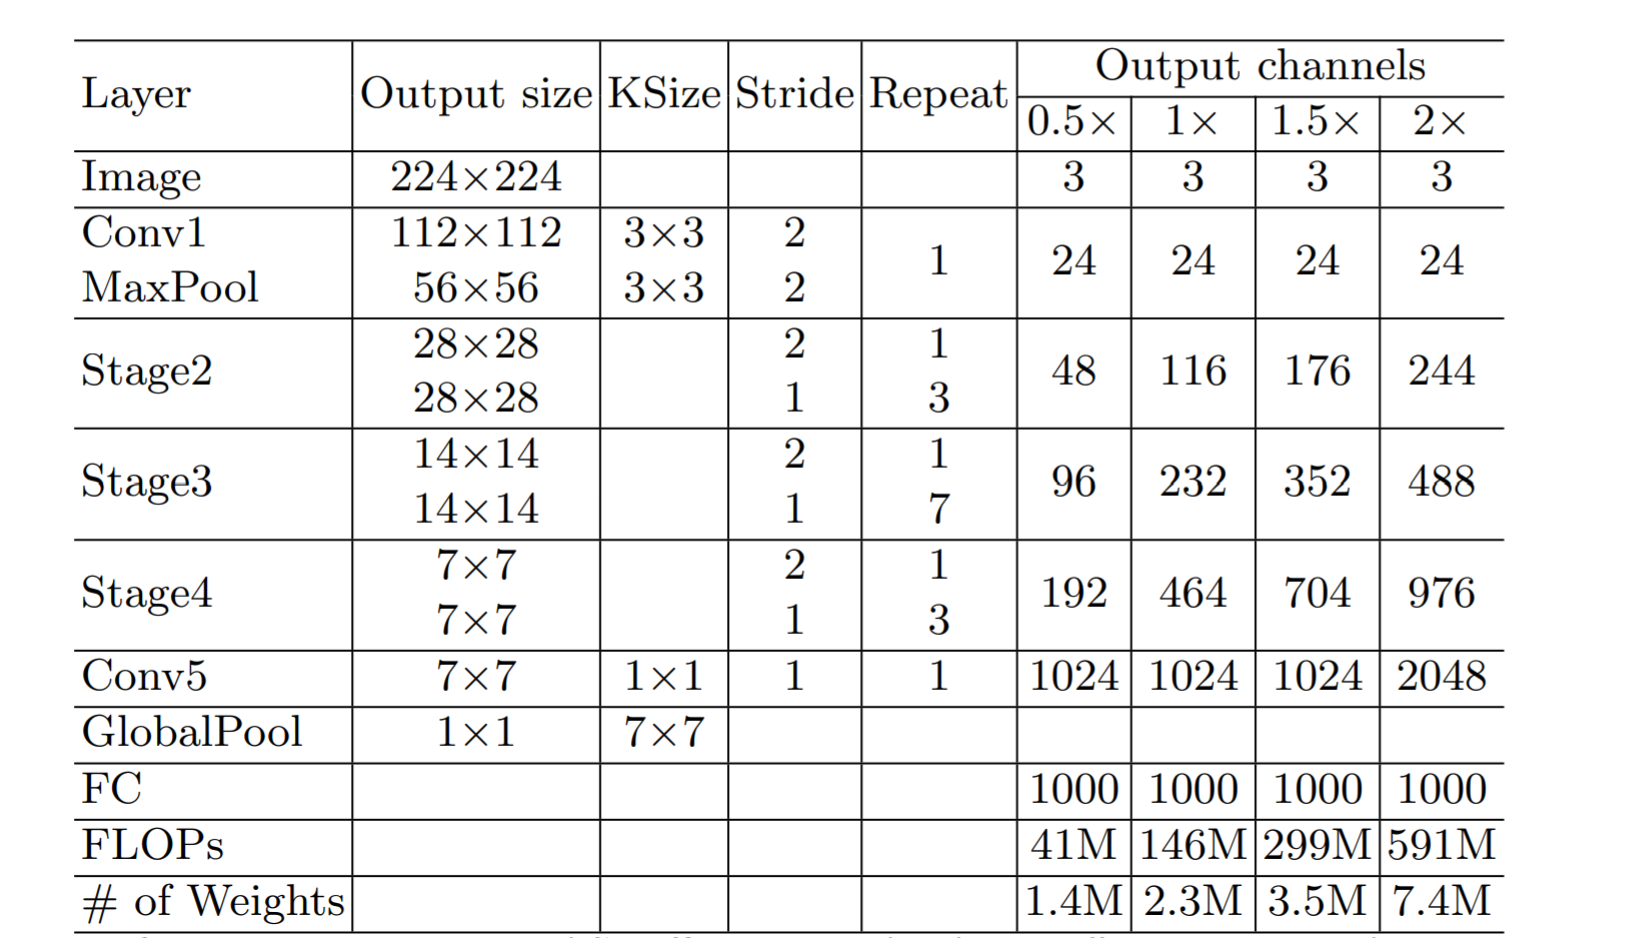 Layer Output size KSize Stride Repeat Output channels
0.5× 1× 1.5× 2×
Image 224×224 3 3 3 3
Conv1 112×112 3×3 2 1 24 24 24 24
MaxPool 56×56 3×3 2
Stage2 28×28 2 1 48 116 176 244
28×28 1 3
Stage3 14×14 2 1 96 232 352 488
14×14 1 7
Stage4 7×7 2 1 192 464 704 976
7×7 1 3
Conv5 7×7 1×1 1 1 1024 1024 1024 2048
GlobalPool 1×1 7×7
FC 1000 1000 1000 1000
FLOPs 41M 146M 299M 591M
# of Weights 1.4M 2.3M 3.5M 7.4M